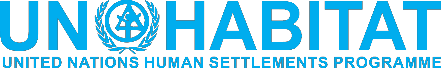 UN HABITAT
UNITED NATIONS HUMAN SETTLEMENTS PROGRAMME